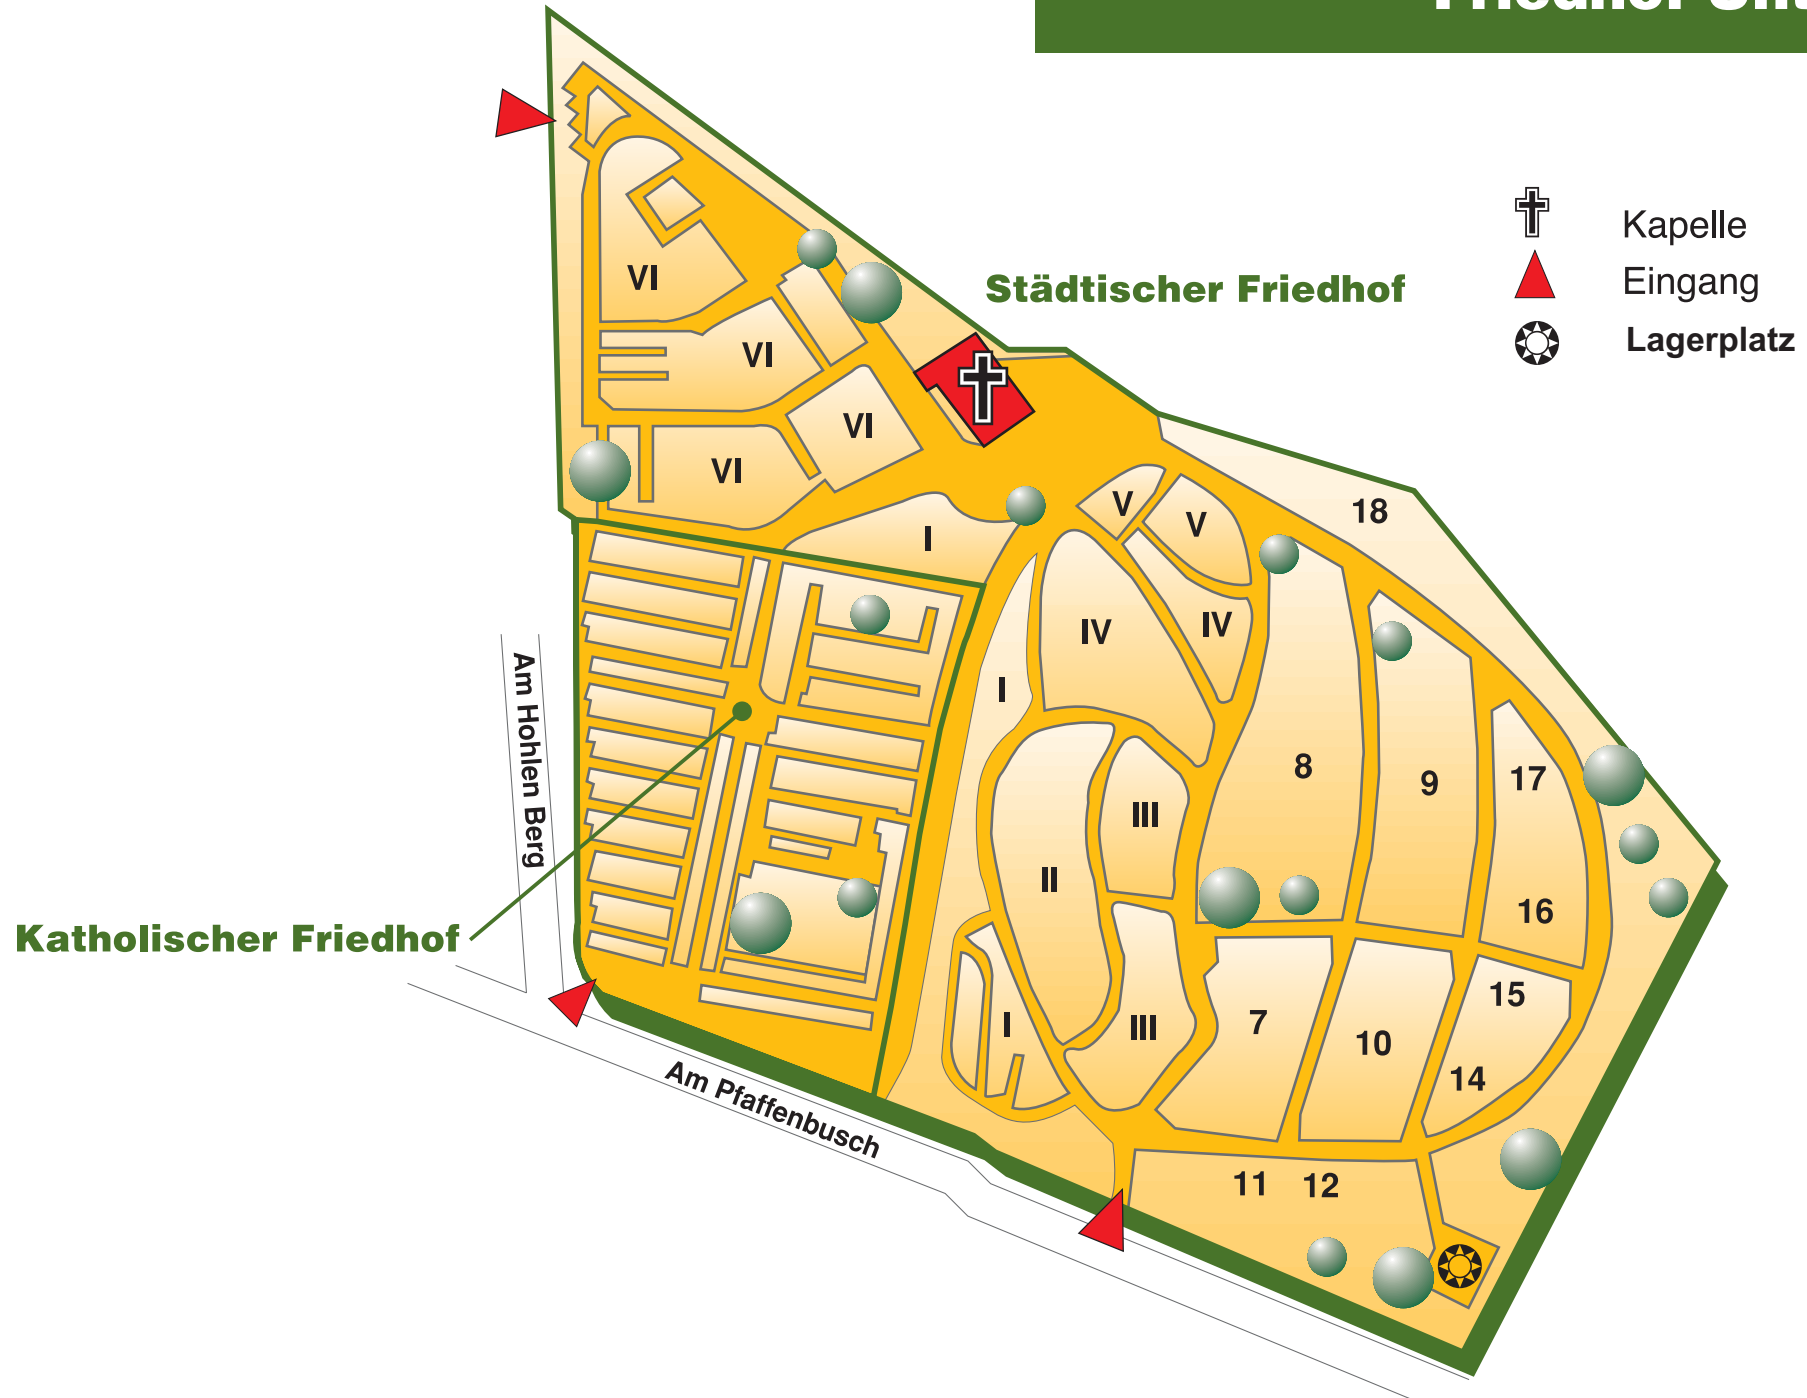 Kapelle
Eingang
Lagerplatz
Städtischer Friedhof
VI
VI
VI
VI
V
V
18
I
IV
IV
I
8
9
17
III
II
16
15
I
III
7
10
14
11 12
Am Hohlen Berg
Katholischer Friedhof
Am Pfaffenbusch